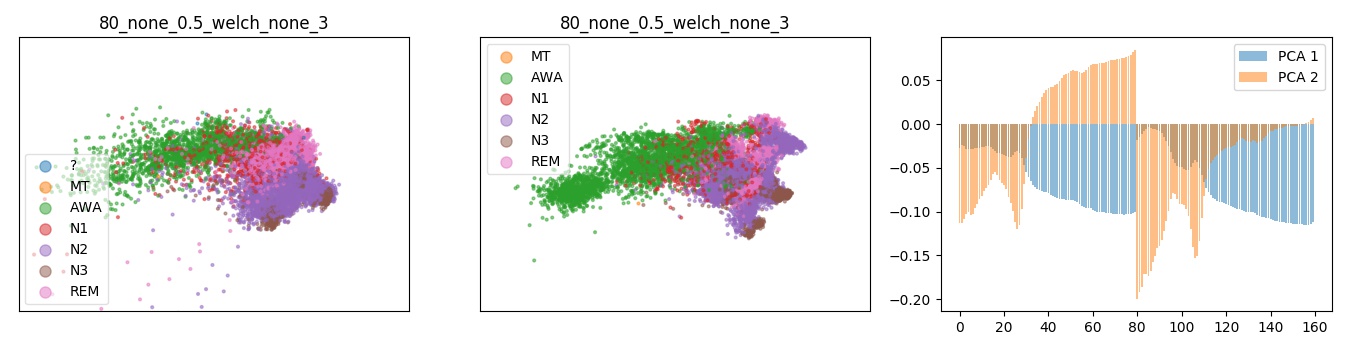 80_none_0.5_welch_none_3
?
MT
AWA
N1
N2
N3
REM
80_none_0.5_welch_none_3
MT
AWA
N1
N2
N3
REM
PCA 1
PCA 2
0.05
0.00
−0.05
−0.10
−0.15
−0.20
0 20 40 60 80 100 120 140 160